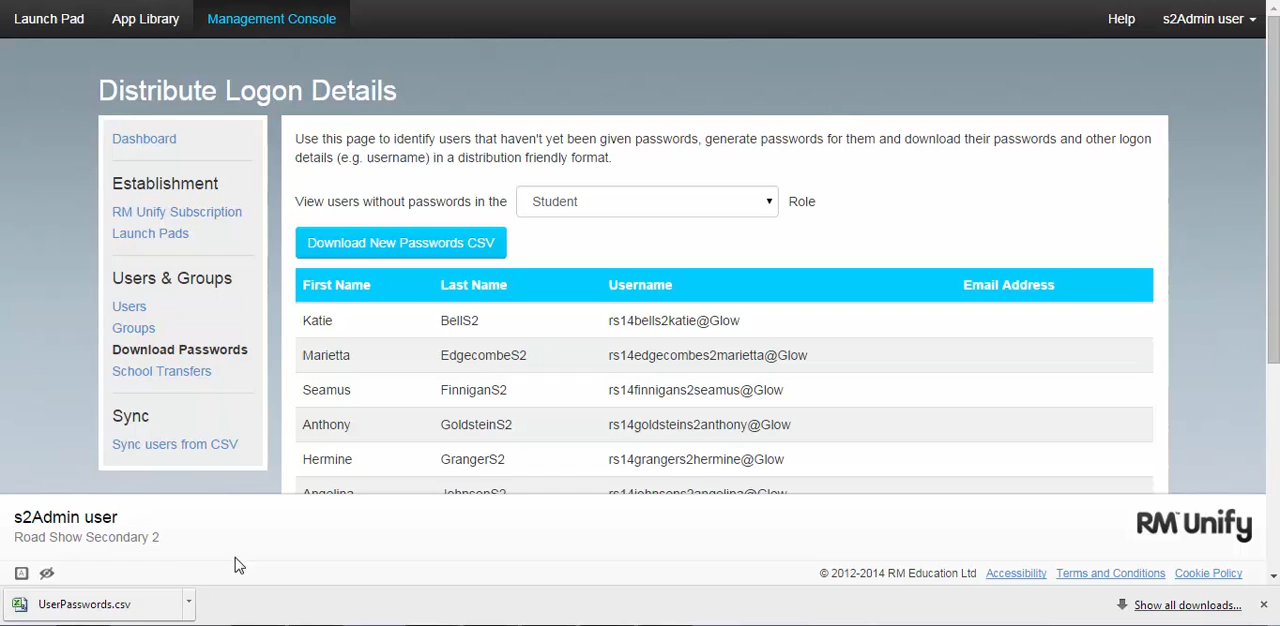 Launch Pad App Library Management Console Help s2Admin user
Distribute Logon Details
Dashboard
Establishment
RM Unify Subscription
Launch Pads
Users & Groups
Users
Groups
Download Passwords
School Transfers
Sync
Sync users from CSV
Use this page to identify users that haven't yet been given passwords, generate passwords for them and download their passwords and other logon
details (e.g. username) in a distribution friendly format.
View users without passwords in the Student Role
Download New Passwords CSV
First Name Last Name Username Email Address
Katie BellS2 rs14bells2katie@Glow
Marietta EdgecombeS2 rs14edgecombes2marietta@Glow
Seamus FinniganS2 rs14finnigans2seamus@Glow
Anthony GoldsteinS2 rs14goldsteins2anthony@Glow
Hermine GrangerS2 rs14grangers2hermine@Glow
Angelina JohnsonS2 rs14johnsons2angelina@Glow
s2Admin user
Road Show Secondary 2
RM Unify
A
© 2012-2014 RM Education Ltd Accessibility Terms and Conditions Cookie Policy
UserPasswords.csv
Show all downloads...